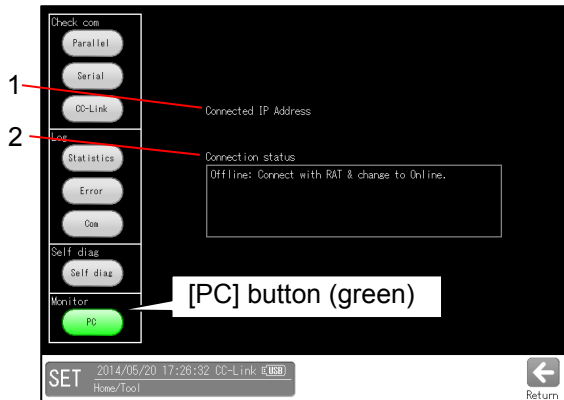 Check com
Parallel
Serial
CC-Link
1
Connected IP Address
2
Log
Statistics
Error
Com
Connection status
Offline: Connect with RAT & change to Online.
Self diag
Self diag
[PC] button (green)
Monitor
PC
SET
2014/05/20 17:26:32 CC-Link USB
Home/Tool
Return